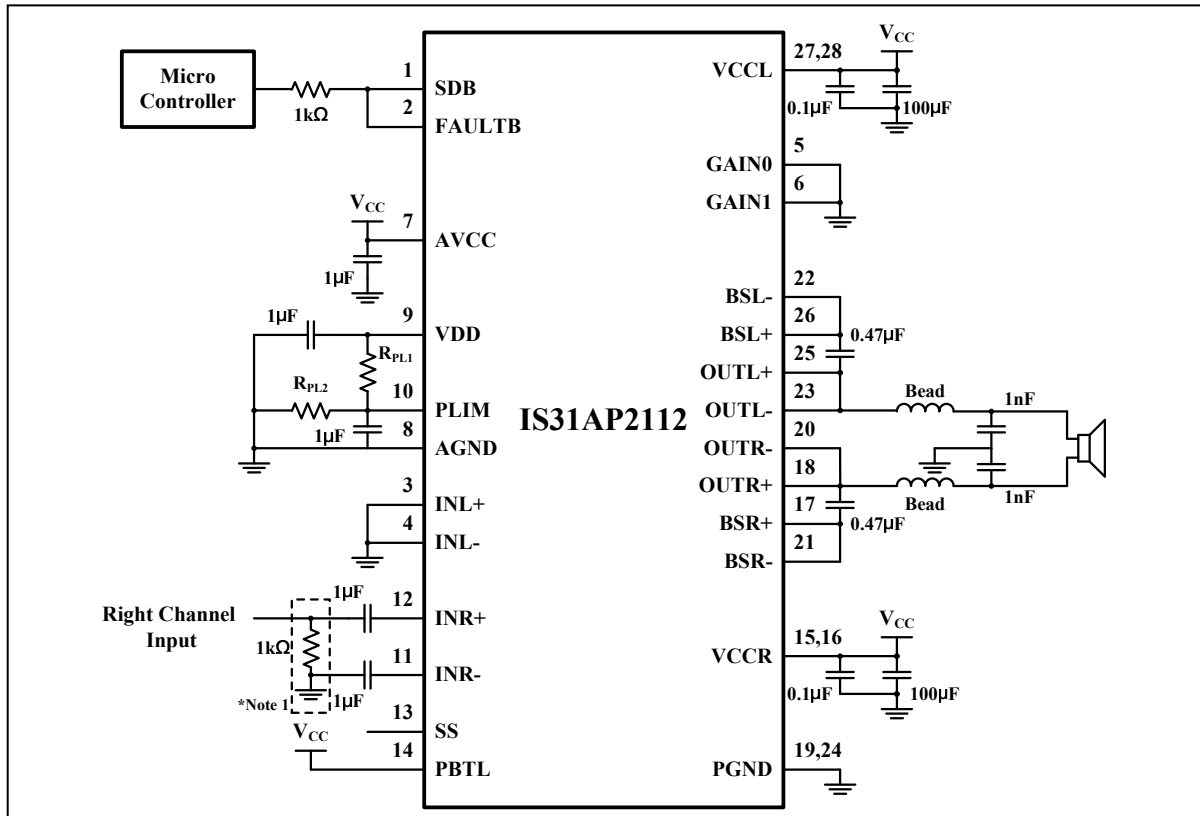 Micro
Controller
1kΩ
1
SDB
2
FAULTB
VCC
7
AVCC
1µF
1µF
9
VDD
RPL1
RPL2
10
PLIM
1µF
8
AGND
3
INL+
4
INL-
Right Channel
Input
1µF
12
INR+
1kΩ
11
INR-
*Note 1
1µF
13
SS
VCC
14
PBTL
IS31AP2112
27,28
VCCL
VCC
0.1µF
100µF
5
GAIN0
6
GAIN1
22
BSL-
26
BSL+
0.47µF
25
OUTL+
23
OUTL-
Bead
1nF
20
OUTR-
18
OUTR+
Bead
1nF
17
BSR+
0.47µF
21
BSR-
15,16
VCCR
VCC
0.1µF
100µF
19,24
PGND